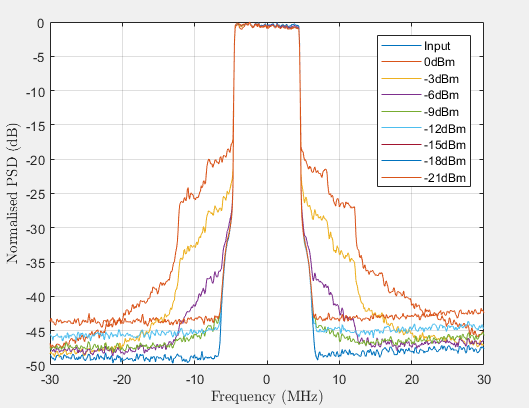 0
-5
-10
-15
-20
-25
-30
-35
-40
-45
-50
-30
-20
-10
0
10
20
30
Frequency (MHz)
Normalised PSD (dB)
Input
0dBm
-3dBm
-6dBm
-9dBm
-12dBm
-15dBm
-18dBm
-21dBm